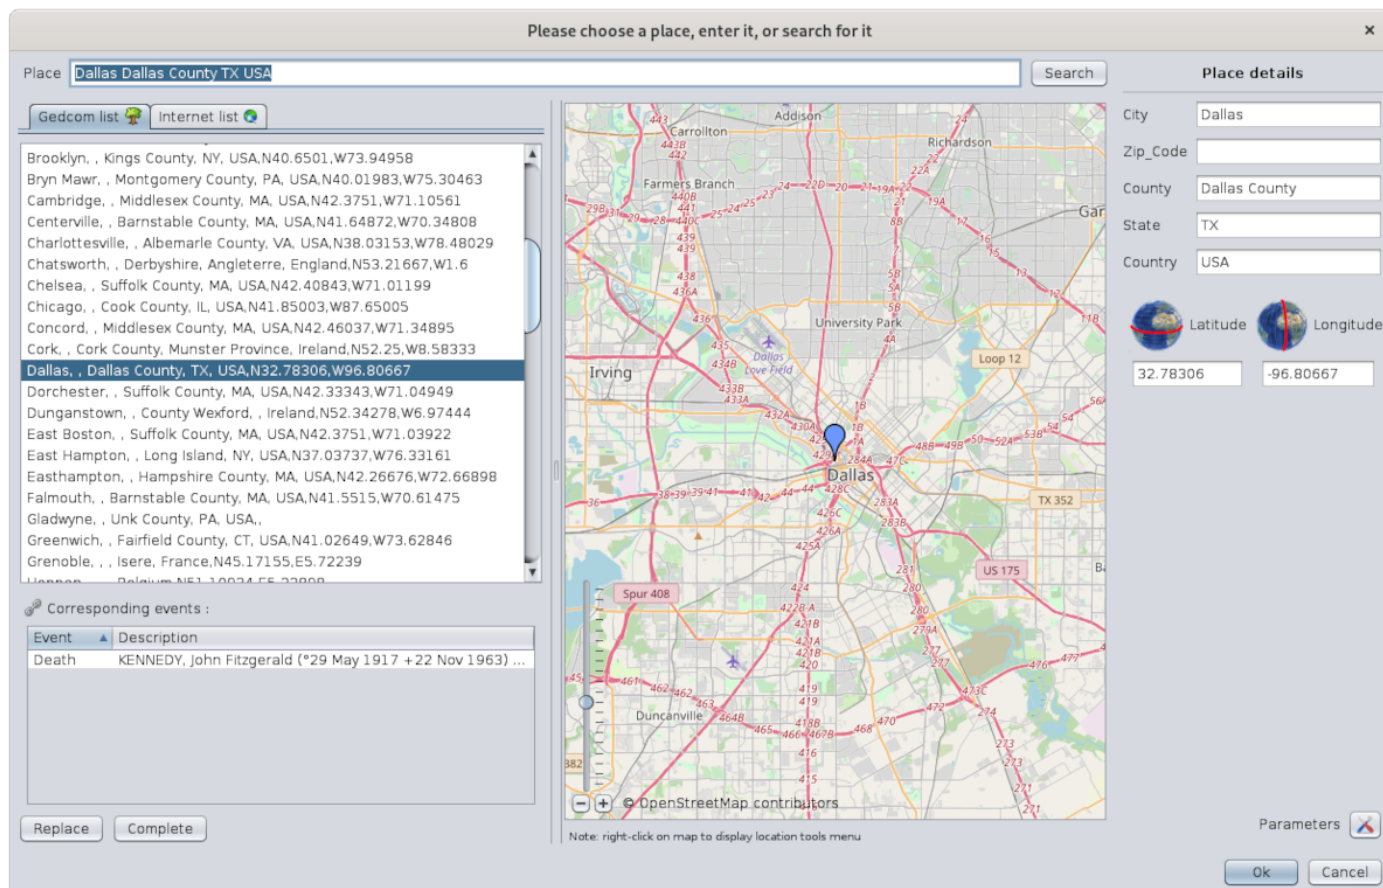 Please choose a place, enter it, or search for it
×
Place
Dallas Dallas County TX USA
Search
Gedcom list
Internet list
Brooklyn, , Kings County, NY, USA,N40.6501,W73.94958
Bryn Mawr, , Montgomery County, PA, USA,N40.01983,W75.30463
Cambridge, , Middlesex County, MA, USA,N42.3751,W71.10561
Centerville, , Barnstable County, MA, USA,N41.64872,W70.34808
Charlottesville, , Albemarle County, VA, USA,N38.03153,W78.48029
Chatsworth, , Derbyshire, Angleterre, England,N53.21667,W1.6
Chelsea, , Suffolk County, MA, USA,N42.40843,W71.01199
Chicago, , Cook County, IL, USA,N41.85003,W87.65005
Concord, , Middlesex County, MA, USA,N42.46037,W71.34895
Cork, , Cork County, Munster Province, Ireland,N52.25,W8.58333
Dallas, , Dallas County, TX, USA,N32.78306,W96.80667
Dorchester, , Suffolk County, MA, USA,N42.33343,W71.04949
Dunganstown, , County Wexford, , Ireland,N52.34278,W6.97444
East Boston, , Suffolk County, MA, USA,N42.3751,W71.03922
East Hampton, , Long Island, NY, USA,N37.03737,W76.33161
Easthampton, , Hampshire County, MA, USA,N42.26676,W72.66898
Falmouth, , Barnstable County, MA, USA,N41.5515,W70.61475
Gladwyne, , Unk County, PA, USA,,
Greenwich, , Fairfield County, CT, USA,N41.02649,W73.62846
Grenoble, , , Isere, France,N45.17155,E5.72239
Corresponding events :
Event Description
Death KENNEDY, John Fitzgerald (°29 May 1917 +22 Nov 1963) ...
Replace
Complete
Addison
Carrollton
Richardson
Farmers Branch
University Park
Loop 12
Dallas
Love Field
Irving
Dallas
TX 352
US 175
Spur 408
Duncanville
− + © OpenStreetMap contributors
Note: right-click on map to display location tools menu
Place details
City Dallas
Zip_Code
County Dallas County
State TX
Country USA
Latitude Longitude
32.78306 -96.80667
Parameters
Ok
Cancel